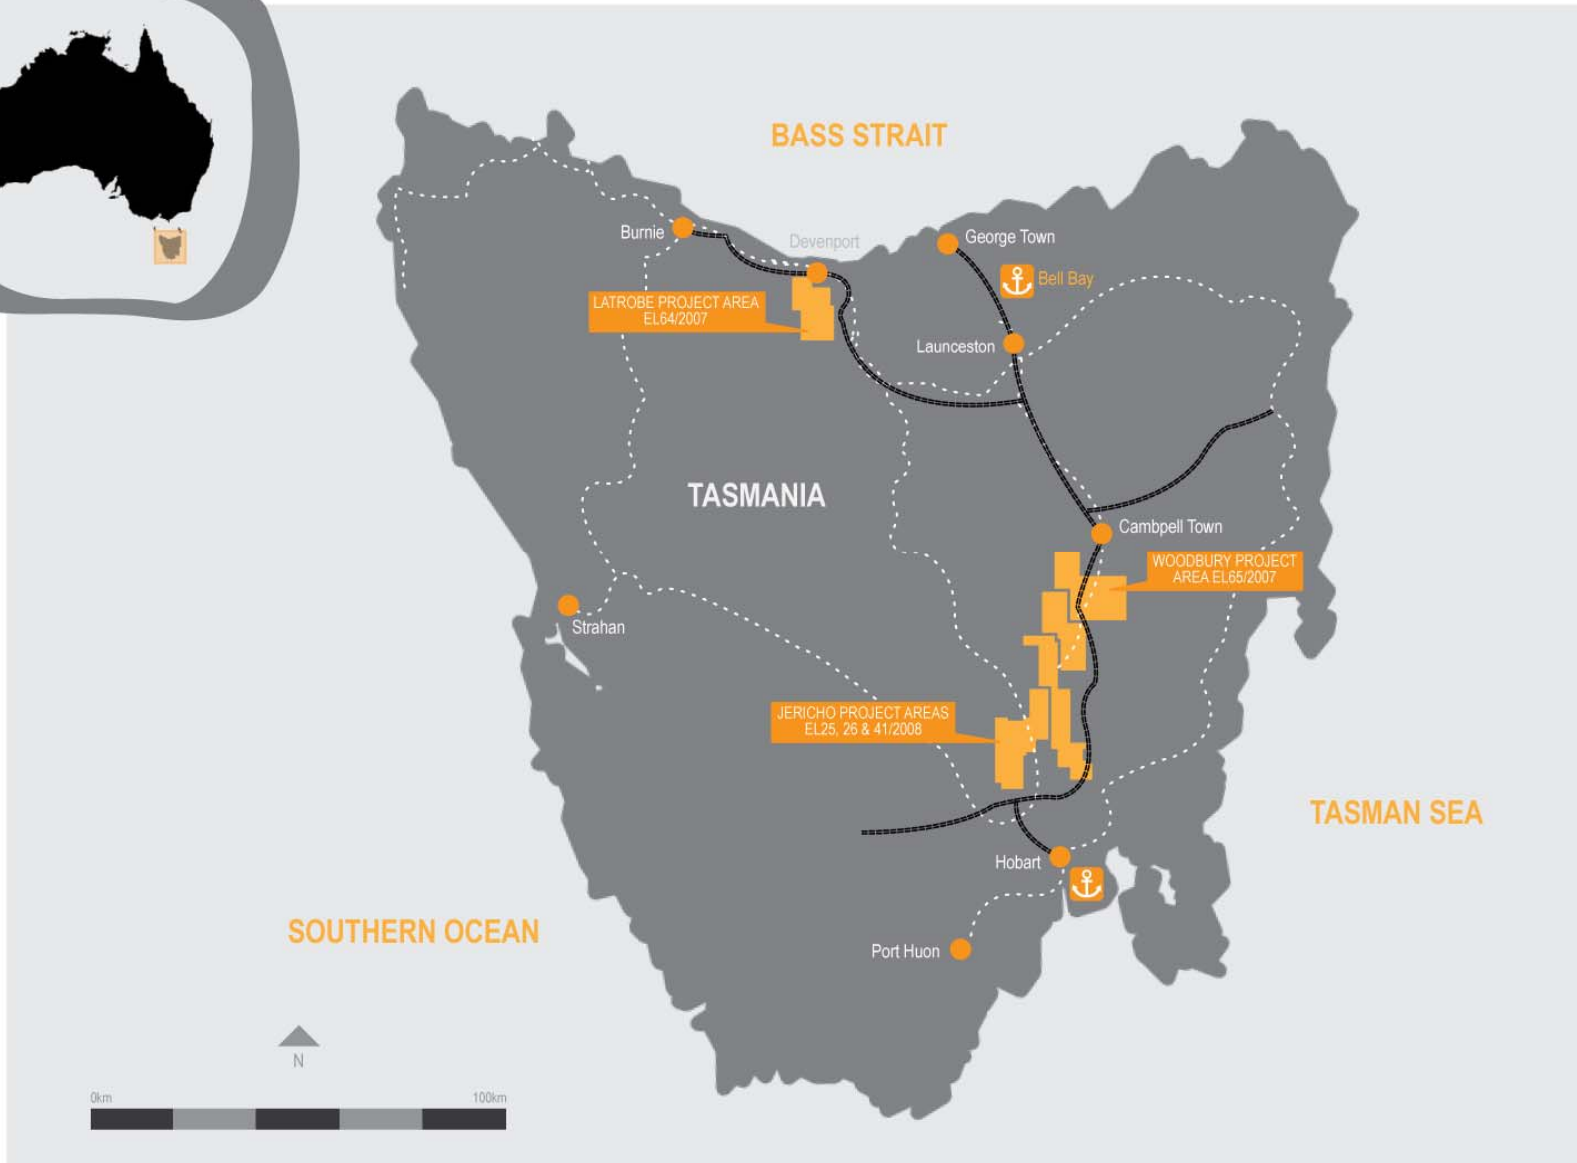 BASS STRAIT
Burnie
Devenport
George Town
Bell Bay
LATROBE PROJECT AREA
EL64/2007
Launceston
TASMANIA
Cambpell Town
WOODBURY PROJECT
AREA EL65/2007
Strahan
JERICHO PROJECT AREAS
EL25, 26 & 41/2008
TASMAN SEA
Hobart
SOUTHERN OCEAN
Port Huon
N
0km
100km